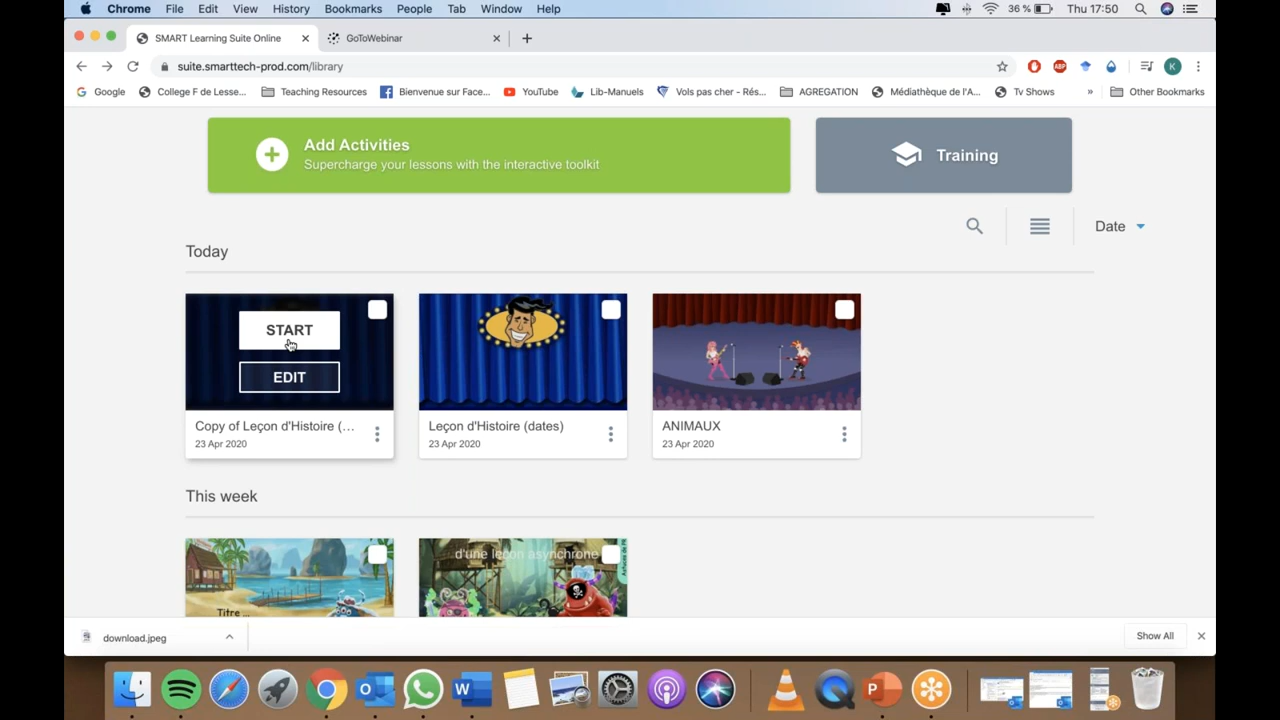 Chrome File Edit View History Bookmarks People Tab Window Help 36 % Thu 17:50
SMART Learning Suite Online GoToWebinar
suite.smarttech-prod.com/library
Google College F de Lesse... Teaching Resources Bienvenue sur Face... YouTube Lib-Manuels Vols pas cher - Rés... AGREGATION Médiathèque de l'A... Tv Shows » Other Bookmarks
Add Activities
Supercharge your lessons with the interactive toolkit
Training
Date
Today
START
EDIT
Copy of Leçon d'Histoire (...
23 Apr 2020
Leçon d'Histoire (dates)
23 Apr 2020
ANIMAUX
23 Apr 2020
This week
Titre ...
d'une leçon asynchrone
download.jpeg
Show All